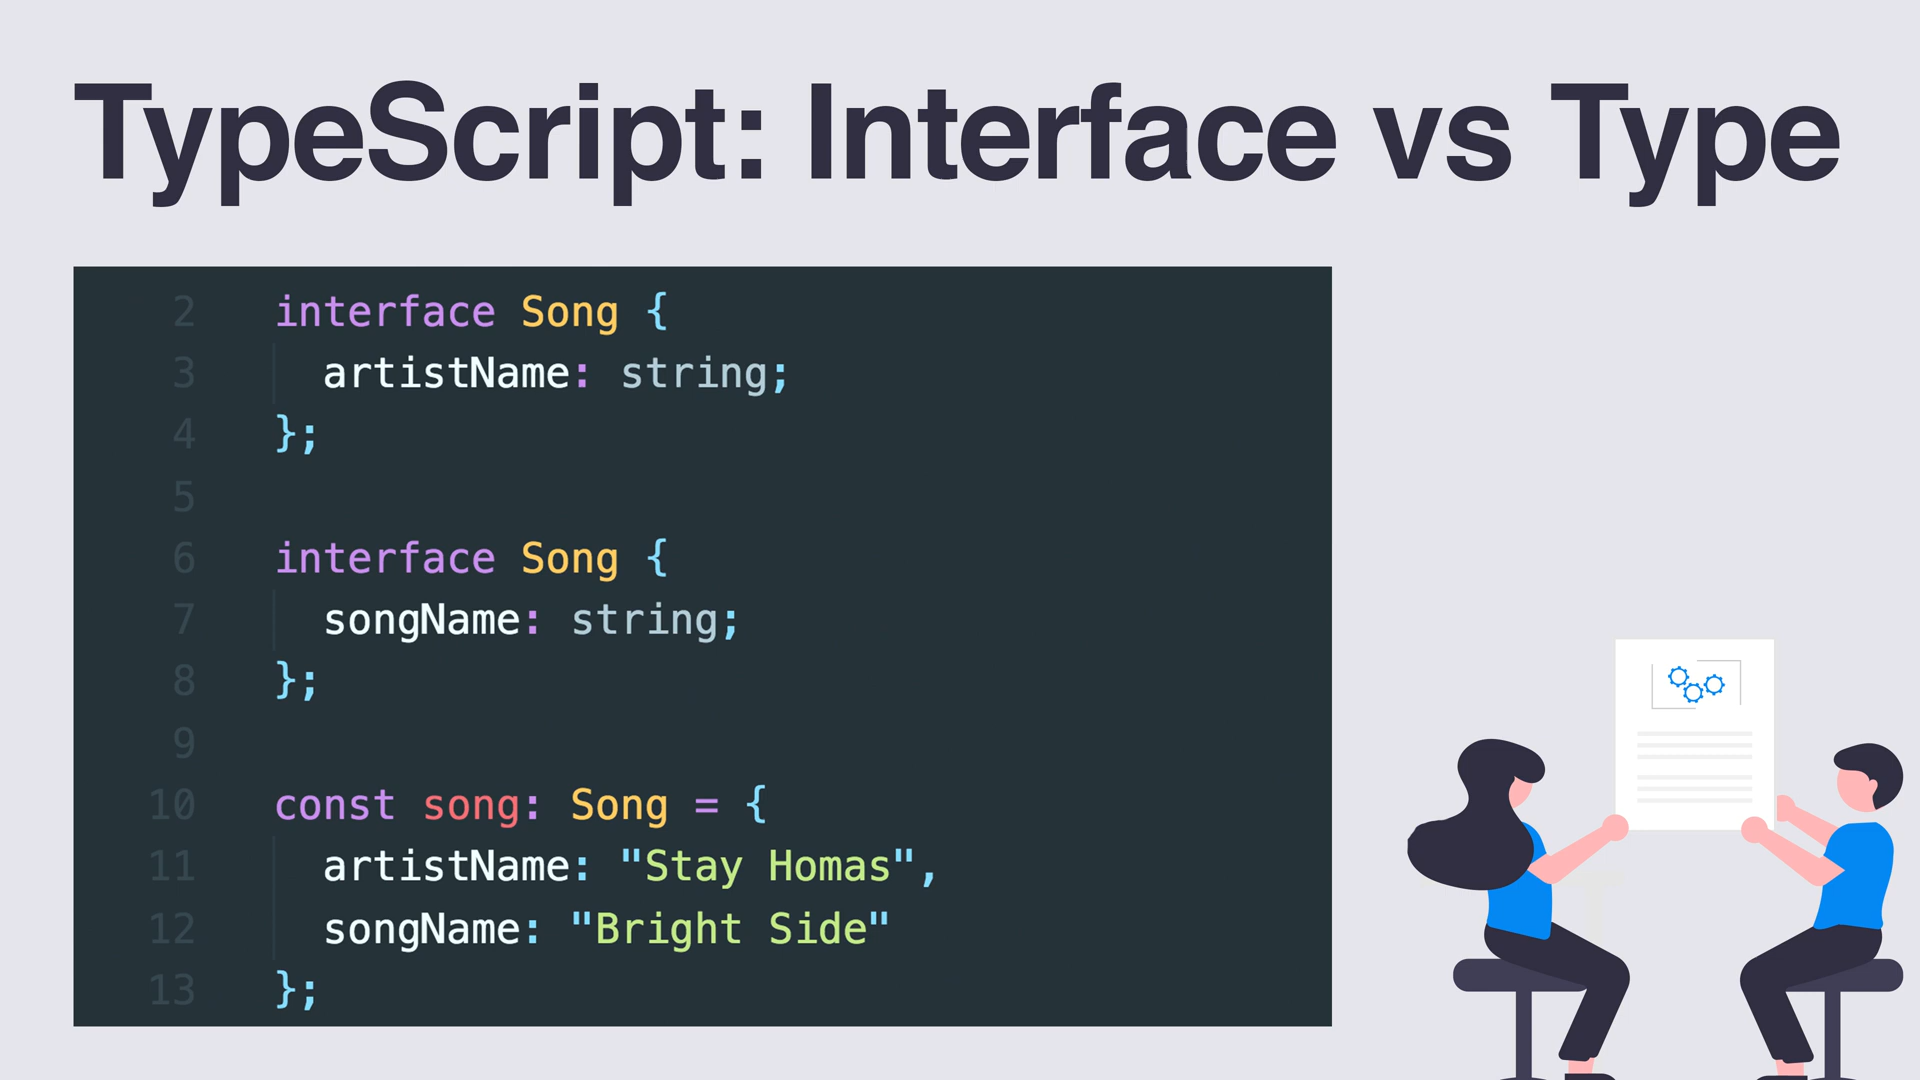 TypeScript: Interface vs Type
2 interface Song {
3 artistName: string;
4 };
5
6 interface Song {
7 songName: string;
8 };
9
10 const song: Song = {
11 artistName: "Stay Homas",
12 songName: "Bright Side"
13 };